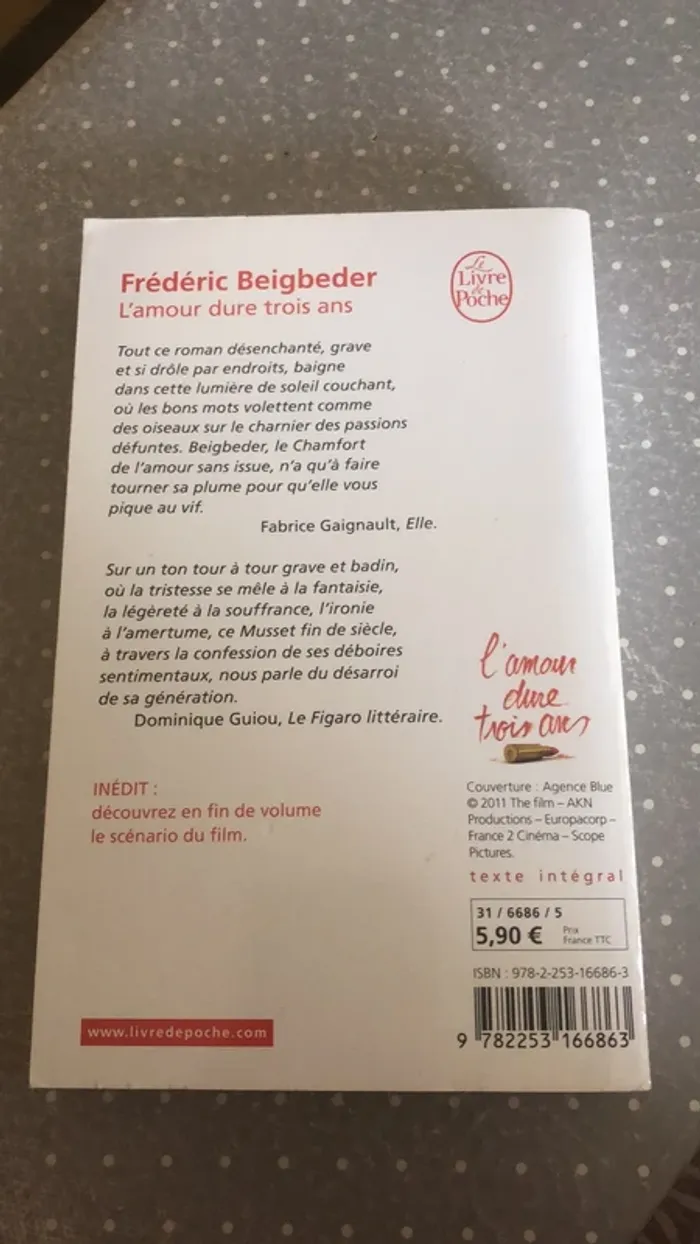 Frédéric Beigbeder
L'amour dure trois ans
Le
Livre
de
Poche
Tout ce roman désenchanté, grave
et si drôle par endroits, baigne
dans cette lumière de soleil couchant,
où les bons mots volettent comme
des oiseaux sur le charnier des passions
défuntes. Beigbeder, le Chamfort
de l'amour sans issue, n'a qu'à faire
tourner sa plume pour qu'elle vous
pique au vif.
Fabrice Gaignault, Elle.
Sur un ton tour à tour grave et badin,
où la tristesse se mêle à la fantaisie,
la légèreté à la souffrance, l'ironie
à l'amertume, ce Musset fin de siècle,
à travers la confession de ses déboires
sentimentaux, nous parle du désarroi
de sa génération.
Dominique Guiou, Le Figaro littéraire.
INÉDIT :
découvrez en fin de volume
le scénario du film.
www.livredepoche.com
l'amour
dure
trois ans
Couverture : Agence Blue
© 2011 The film – AKN
Productions – Europacorp –
France 2 Cinéma – Scope
Pictures.
texte intégral
31 / 6686 / 5
5,90 € Prix
France TTC
ISBN : 978-2-253-16686-3
9 782253 166863